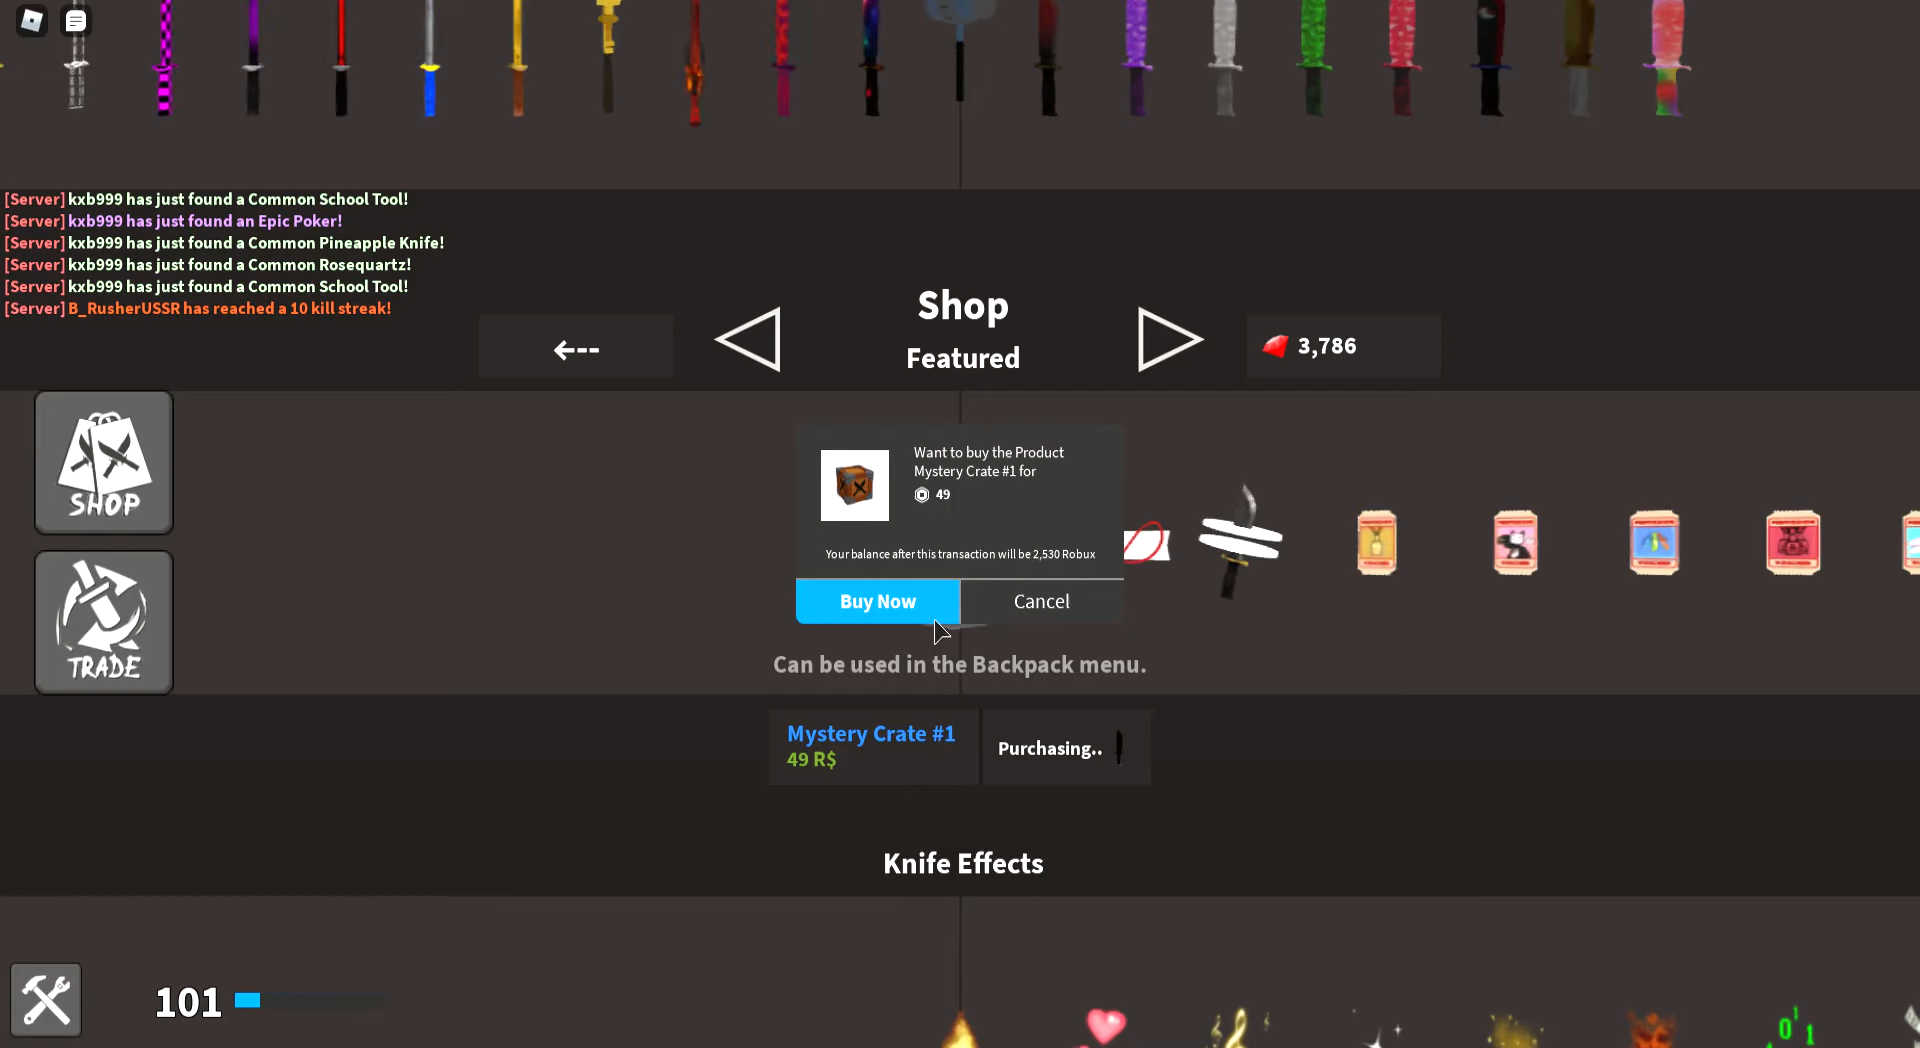 [Server] kxb999 has just found a Common School Tool!
[Server] kxb999 has just found an Epic Poker!
[Server] kxb999 has just found a Common Pineapple Knife!
[Server] kxb999 has just found a Common Rosequartz!
[Server] kxb999 has just found a Common School Tool!
[Server] B_RusherUSSR has reached a 10 kill streak!
Shop
Featured
<---
3,786
SHOP
TRADE
Want to buy the Product
Mystery Crate #1 for
49
Your balance after this transaction will be 2,530 Robux
Buy Now
Cancel
Can be used in the Backpack menu.
Mystery Crate #1
49 R$
Purchasing..
Knife Effects
101
0 1 1